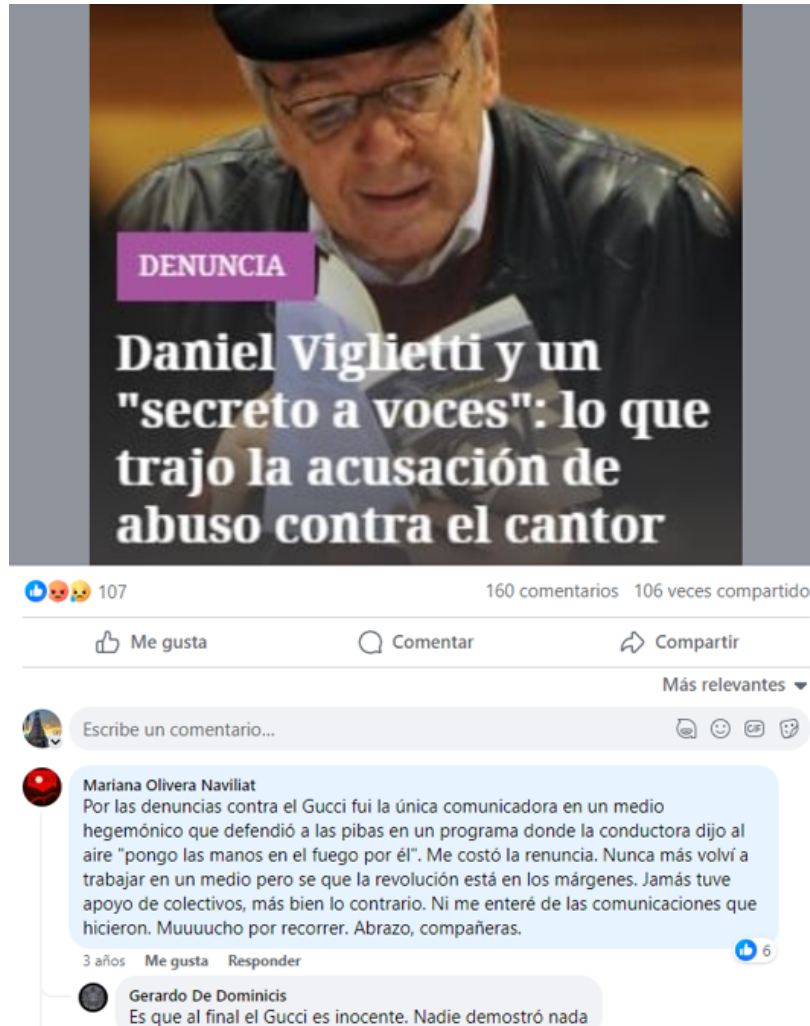 DENUNCIA
Daniel Viglietti y un
"secreto a voces": lo que
trajo la acusación de
abuso contra el cantor
107
160 comentarios 106 veces compartido
Me gusta Comentar Compartir
Más relevantes
Escribe un comentario...
GIF
Mariana Olivera Naviliat
Por las denuncias contra el Gucci fui la única comunicadora en un medio
hegemónico que defendió a las pibas en un programa donde la conductora dijo al
aire "pongo las manos en el fuego por él". Me costó la renuncia. Nunca más volví a
trabajar en un medio pero se que la revolución está en los márgenes. Jamás tuve
apoyo de colectivos, más bien lo contrario. Ni me enteré de las comunicaciones que
hicieron. Muuuucho por recorrer. Abrazo, compañeras.
6
3 años Me gusta Responder
Gerardo De Dominicis
Es que al final el Gucci es inocente. Nadie demostró nada